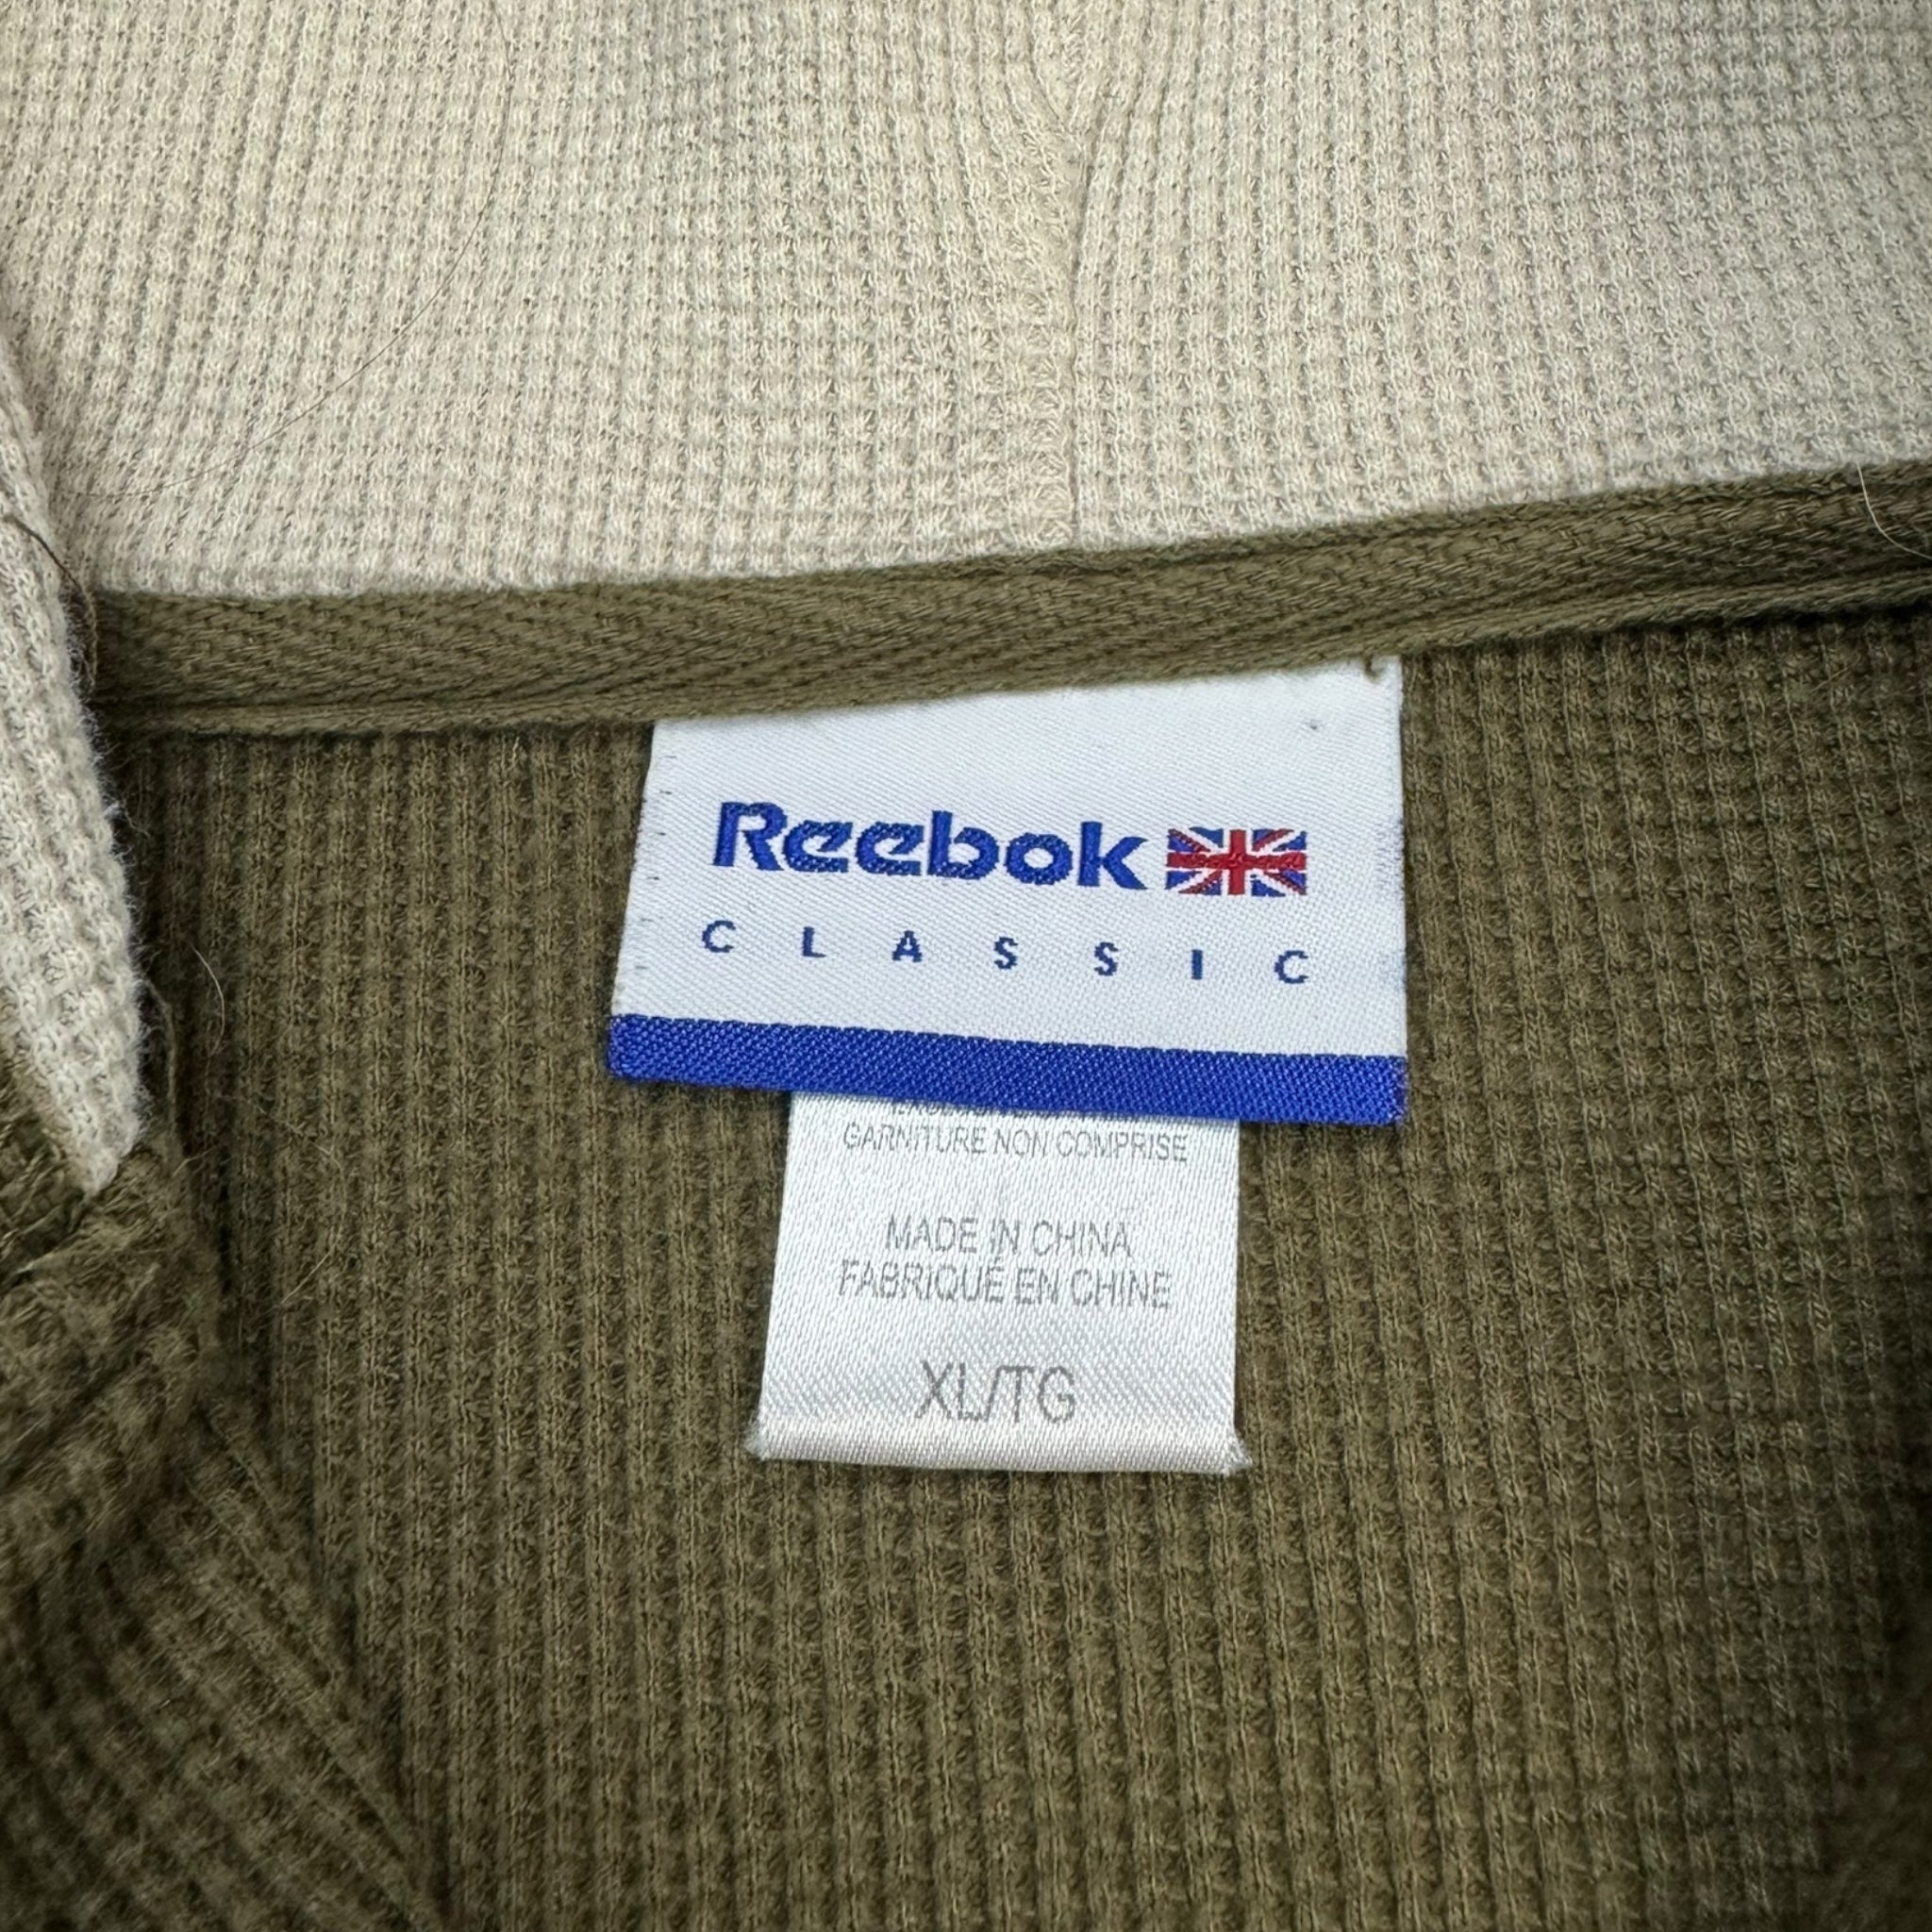 Reebok
CLASSIC
GARNITURE NON COMPRISE
MADE IN CHINA
FABRIQUÉ EN CHINE
XL/TG